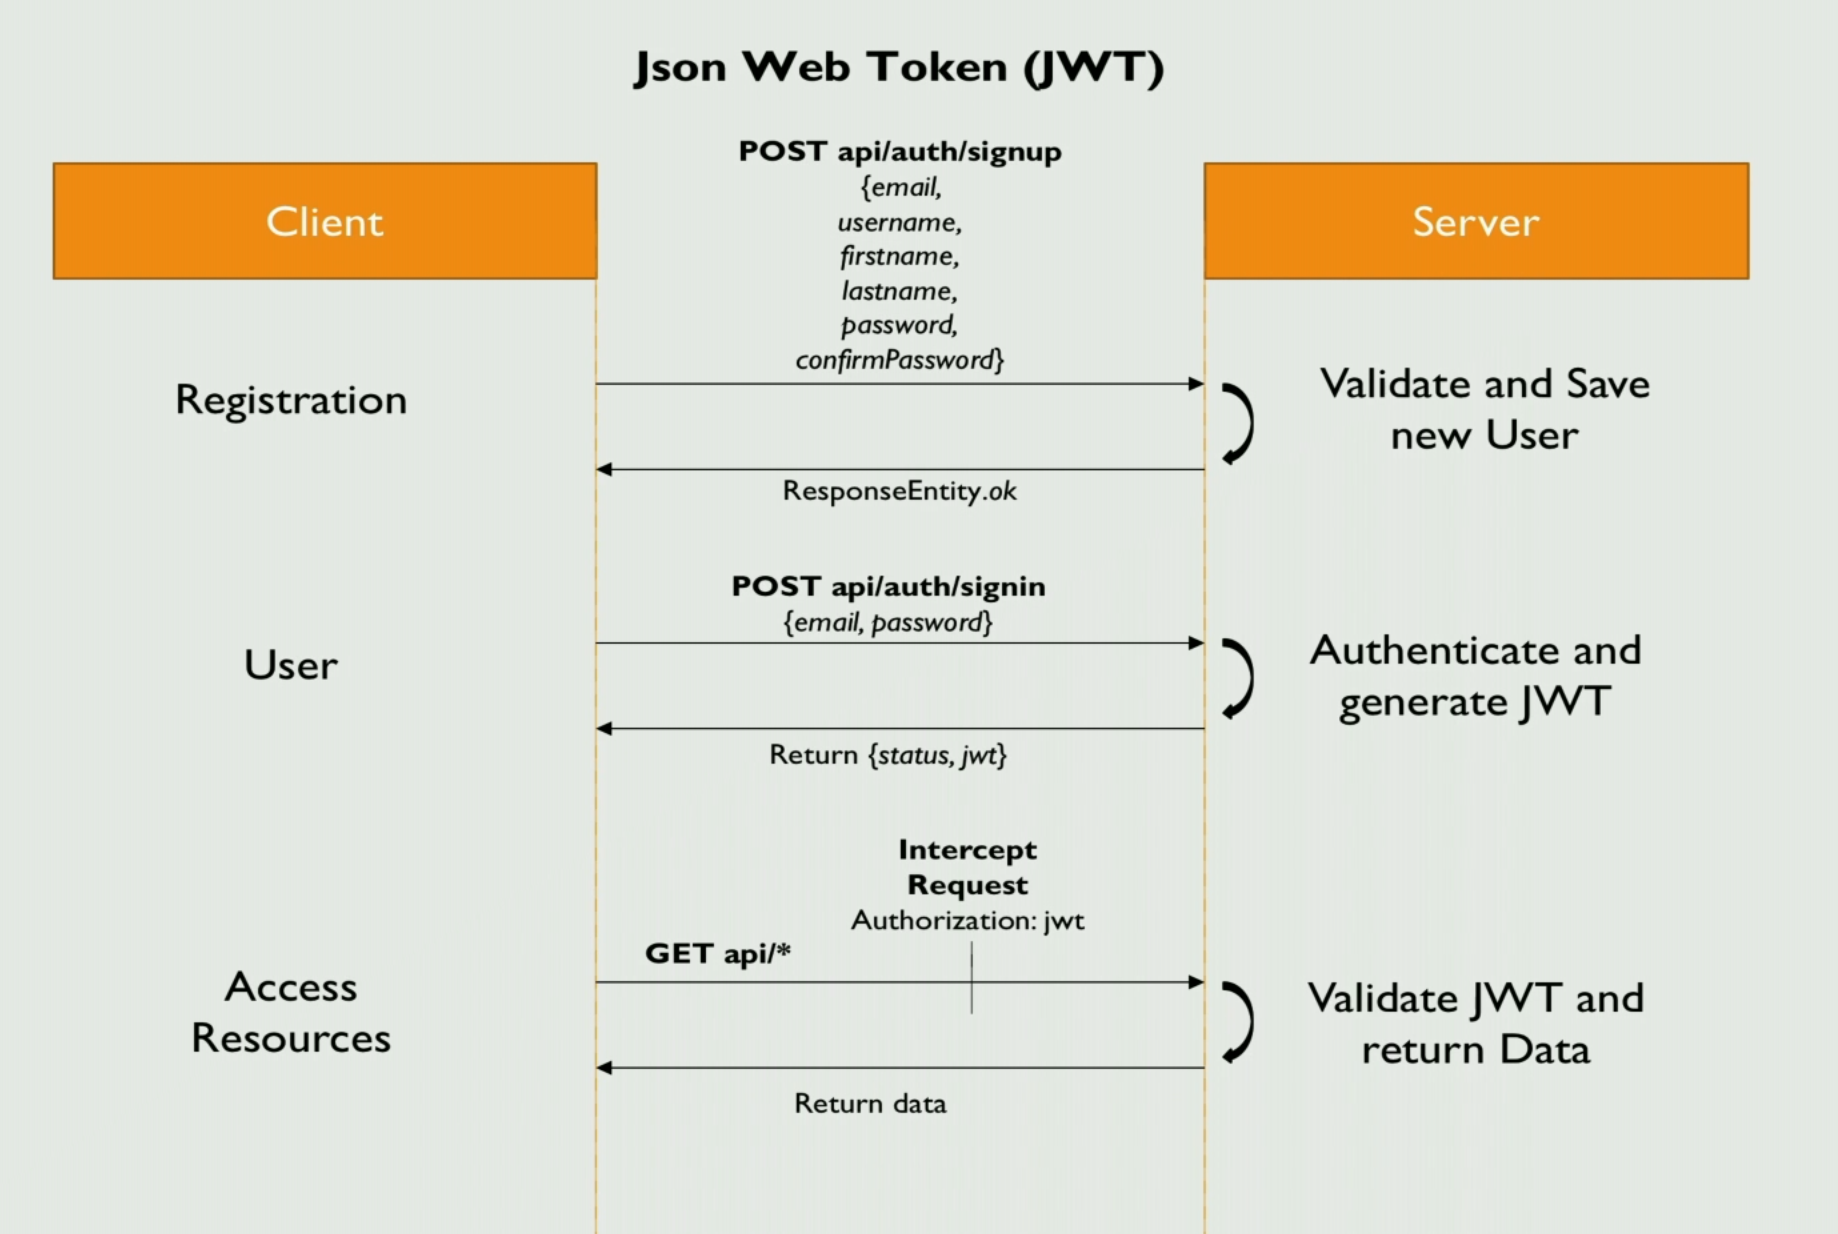 Json Web Token (JWT)
Client
POST api/auth/signup
{email,
username,
firstname,
lastname,
password,
confirmPassword}
Server
Registration
Validate and Save
new User
ResponseEntity.ok
POST api/auth/signin
{email, password}
User
Authenticate and
generate JWT
Return {status, jwt}
Intercept
Request
Authorization: jwt
GET api/*
Access
Resources
Validate JWT and
return Data
Return data